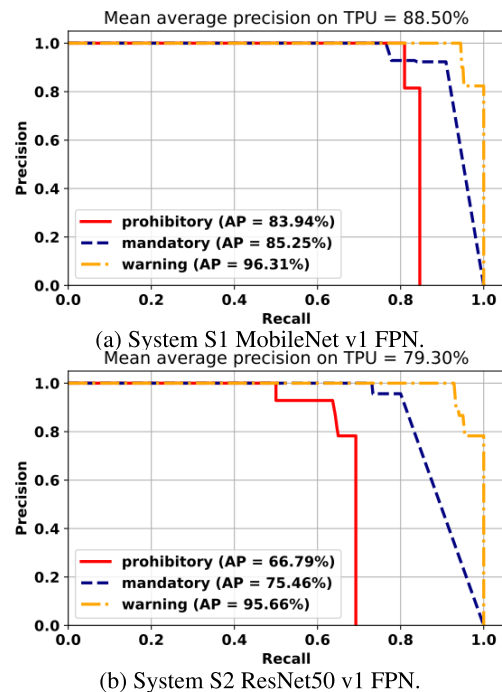 Mean average precision on TPU = 88.50%
1.0
0.8
0.6
0.4
0.2
0.0
Precision
prohibitory (AP = 83.94%)
mandatory (AP = 85.25%)
warning (AP = 96.31%)
0.0 0.2 0.4 0.6 0.8 1.0
Recall
(a) System S1 MobileNet v1 FPN.
Mean average precision on TPU = 79.30%
1.0
0.8
0.6
0.4
0.2
0.0
Precision
prohibitory (AP = 66.79%)
mandatory (AP = 75.46%)
warning (AP = 95.66%)
0.0 0.2 0.4 0.6 0.8 1.0
Recall
(b) System S2 ResNet50 v1 FPN.